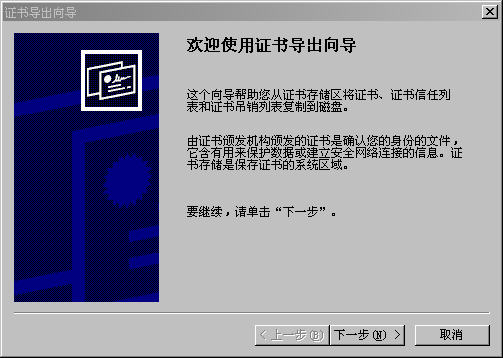 证书导出向导
欢迎使用证书导出向导
这个向导帮助您从证书存储区将证书、证书信任列
表和证书吊销列表复制到磁盘。
由证书颁发机构颁发的证书是确认您的身份的文件，
它含有用来保护数据或建立安全网络连接的信息。证
书存储是保存证书的系统区域。
要继续，请单击“下一步”。
< 上一步(B) 下一步(N) > 取消